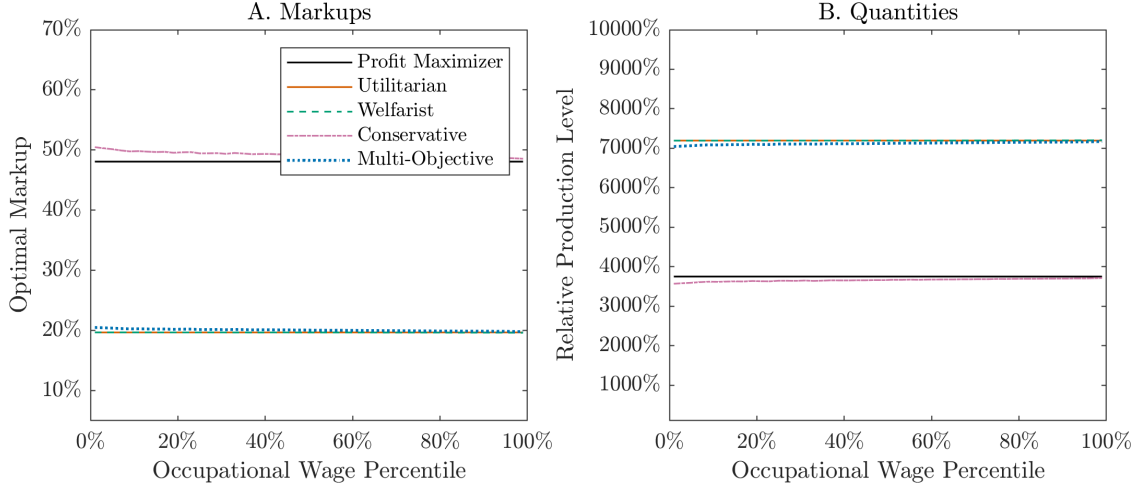 A. Markups
70%
60%
50%
40%
30%
20%
10%
0%
20%
40%
60%
80%
100%
Optimal Markup
Occupational Wage Percentile
Profit Maximizer
Utilitarian
Welfarist
Conservative
Multi-Objective
B. Quantities
10000%
9000%
8000%
7000%
6000%
5000%
4000%
3000%
2000%
1000%
0%
20%
40%
60%
80%
100%
Relative Production Level
Occupational Wage Percentile